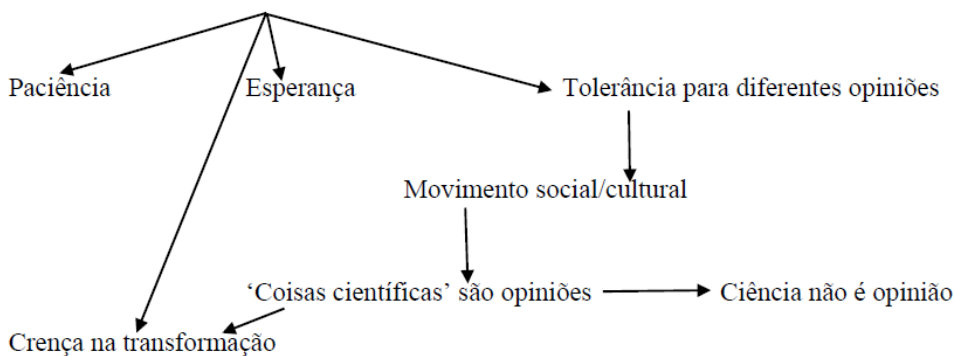 Paciência
Esperança
Tolerância para diferentes opiniões
Movimento social/cultural
‘Coisas científicas’ são opiniões
Ciência não é opinião
Crença na transformação